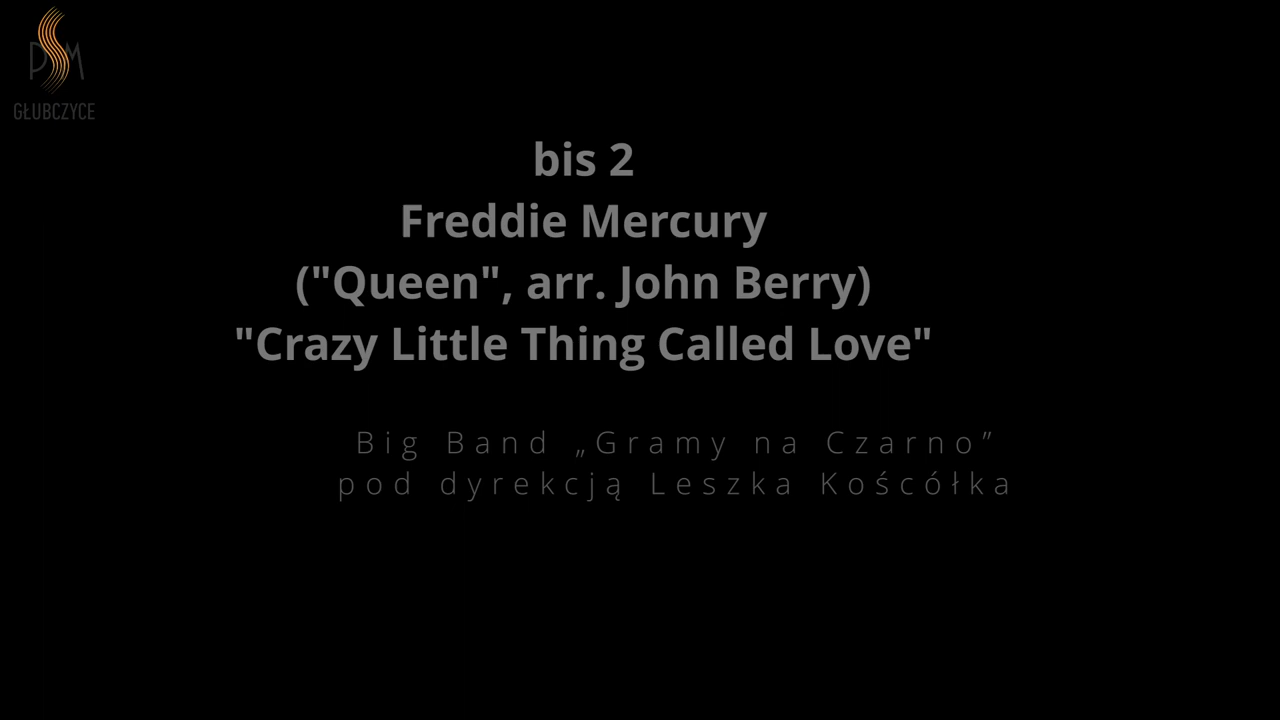 PSM
GŁUBCZYCE
bis 2
Freddie Mercury
("Queen", arr. John Berry)
"Crazy Little Thing Called Love"
Big Band „Gramy na Czarno”
pod dyrekcją Leszka Kośćółka